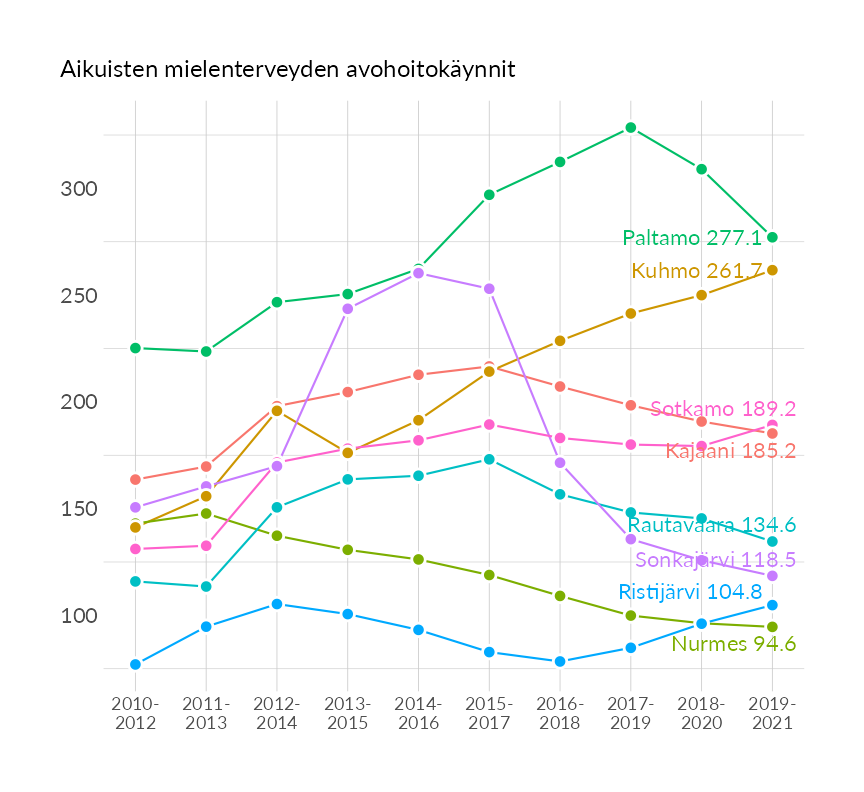 Aikuisten mielenterveyden avohoitokäynnit
300
250
200
150
100
Paltamo 277.1
Kuhmo 261.7
Sotkamo 189.2
Kajaani 185.2
Rautavaara 134.6
Sonkajärvi 118.5
Ristijärvi 104.8
Nurmes 94.6
2010- 2011- 2012- 2013- 2014- 2015- 2016- 2017- 2018- 2019-
2012 2013 2014 2015 2016 2017 2018 2019 2020 2021